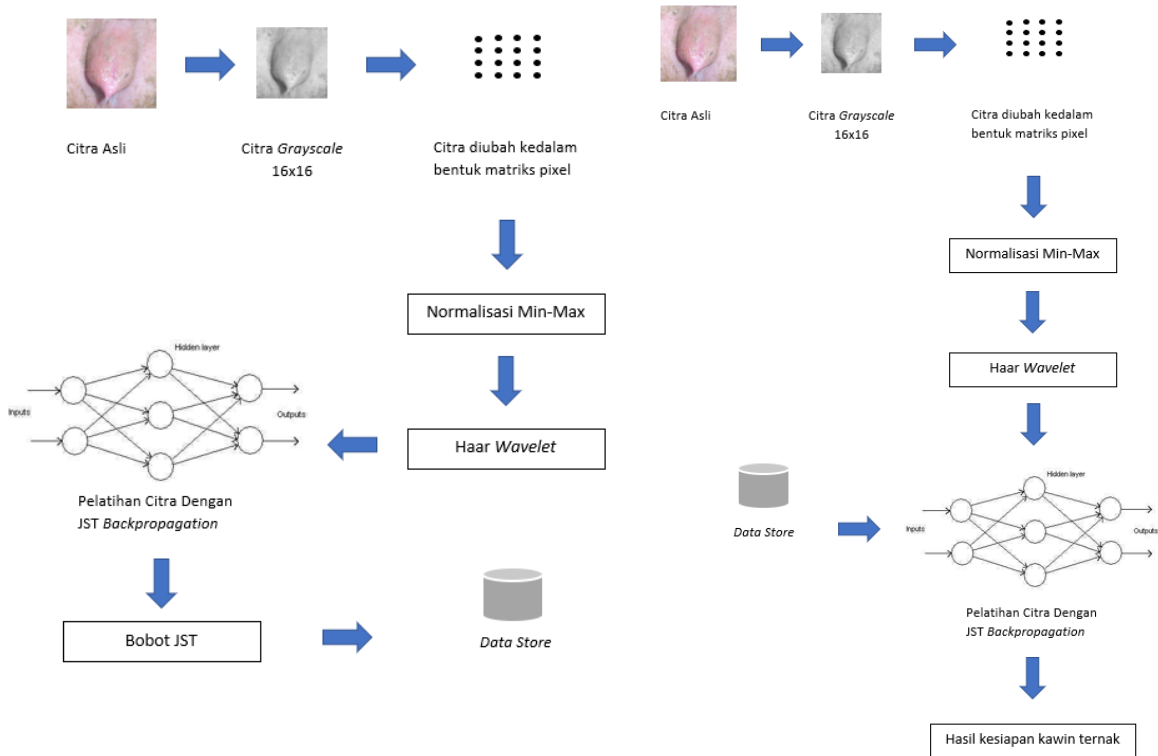 Citra Asli
Citra Grayscale
16x16
Citra diubah kedalam
bentuk matriks pixel
Normalisasi Min-Max
Haar Wavelet
Hidden layer
Inputs
Outputs
Pelatihan Citra Dengan
JST Backpropagation
Bobot JST
Data Store
Citra Asli
Citra Grayscale
16x16
Citra diubah kedalam
bentuk matriks pixel
Normalisasi Min-Max
Haar Wavelet
Data Store
Hidden layer
Inputs
Outputs
Pelatihan Citra Dengan
JST Backpropagation
Hasil kesiapan kawin ternak